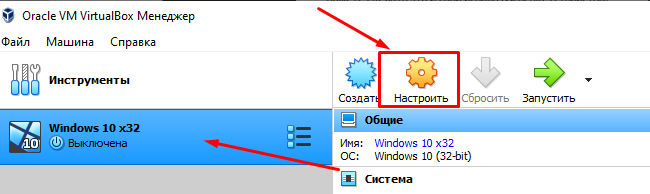 Oracle VM VirtualBox Менеджер
Файл Машина Справка
Инструменты
Создать Настроить Сбросить Запустить
Windows 10 x32
Выключена
10
Общие
Имя: Windows 10 x32
ОС: Windows 10 (32-bit)
Система